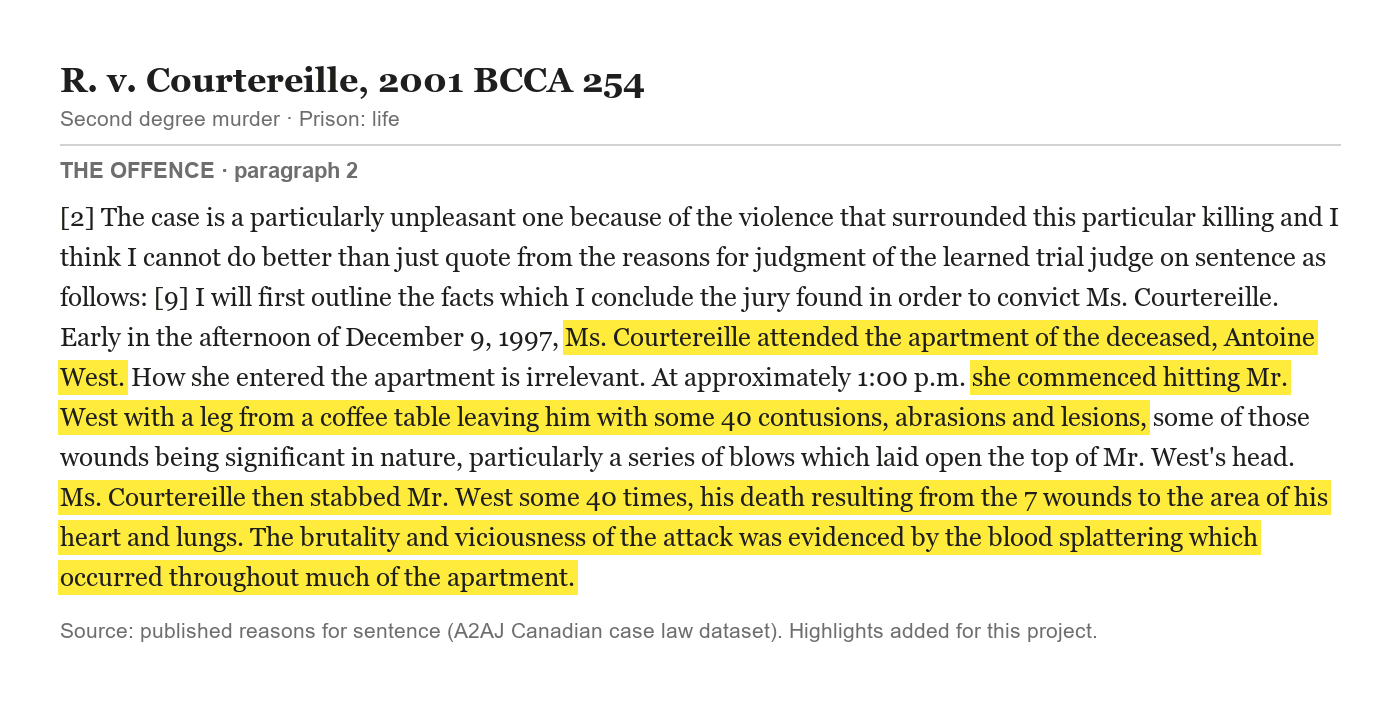 R. v. Courtereille, 2001 BCCA 254
Second degree murder · Prison: life
THE OFFENCE · paragraph 2
[2] The case is a particularly unpleasant one because of the violence that surrounded this particular killing and I
think I cannot do better than just quote from the reasons for judgment of the learned trial judge on sentence as
follows: [9] I will first outline the facts which I conclude the jury found in order to convict Ms. Courtereille.
Early in the afternoon of December 9, 1997, Ms. Courtereille attended the apartment of the deceased, Antoine
West. How she entered the apartment is irrelevant. At approximately 1:00 p.m. she commenced hitting Mr.
West with a leg from a coffee table leaving him with some 40 contusions, abrasions and lesions, some of those
wounds being significant in nature, particularly a series of blows which laid open the top of Mr. West's head.
Ms. Courtereille then stabbed Mr. West some 40 times, his death resulting from the 7 wounds to the area of his
heart and lungs. The brutality and viciousness of the attack was evidenced by the blood splattering which
occurred throughout much of the apartment.
Source: published reasons for sentence (A2AJ Canadian case law dataset). Highlights added for this project.